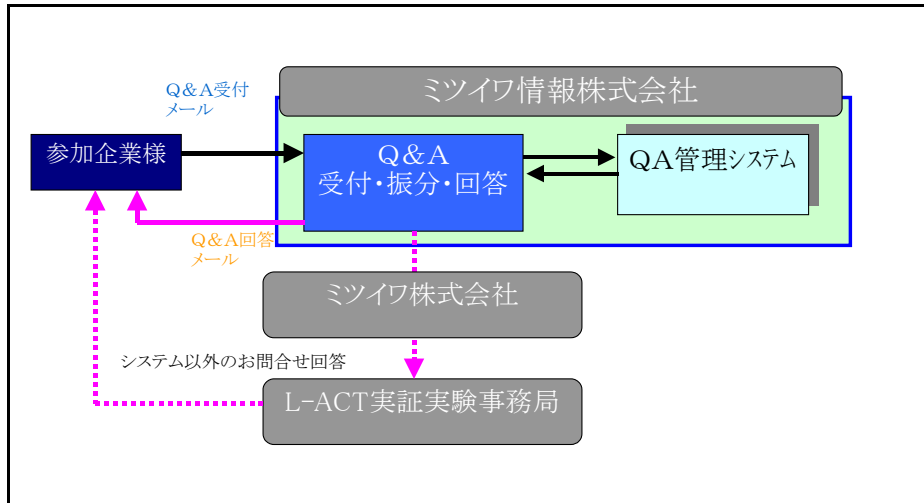 ミツイワ情報株式会社
Q&A受付
メール
参加企業様
Q&A
受付・振分・回答
QA管理システム
Q&A回答
メール
ミツイワ株式会社
システム以外のお問合せ回答
L-ACT実証実験事務局